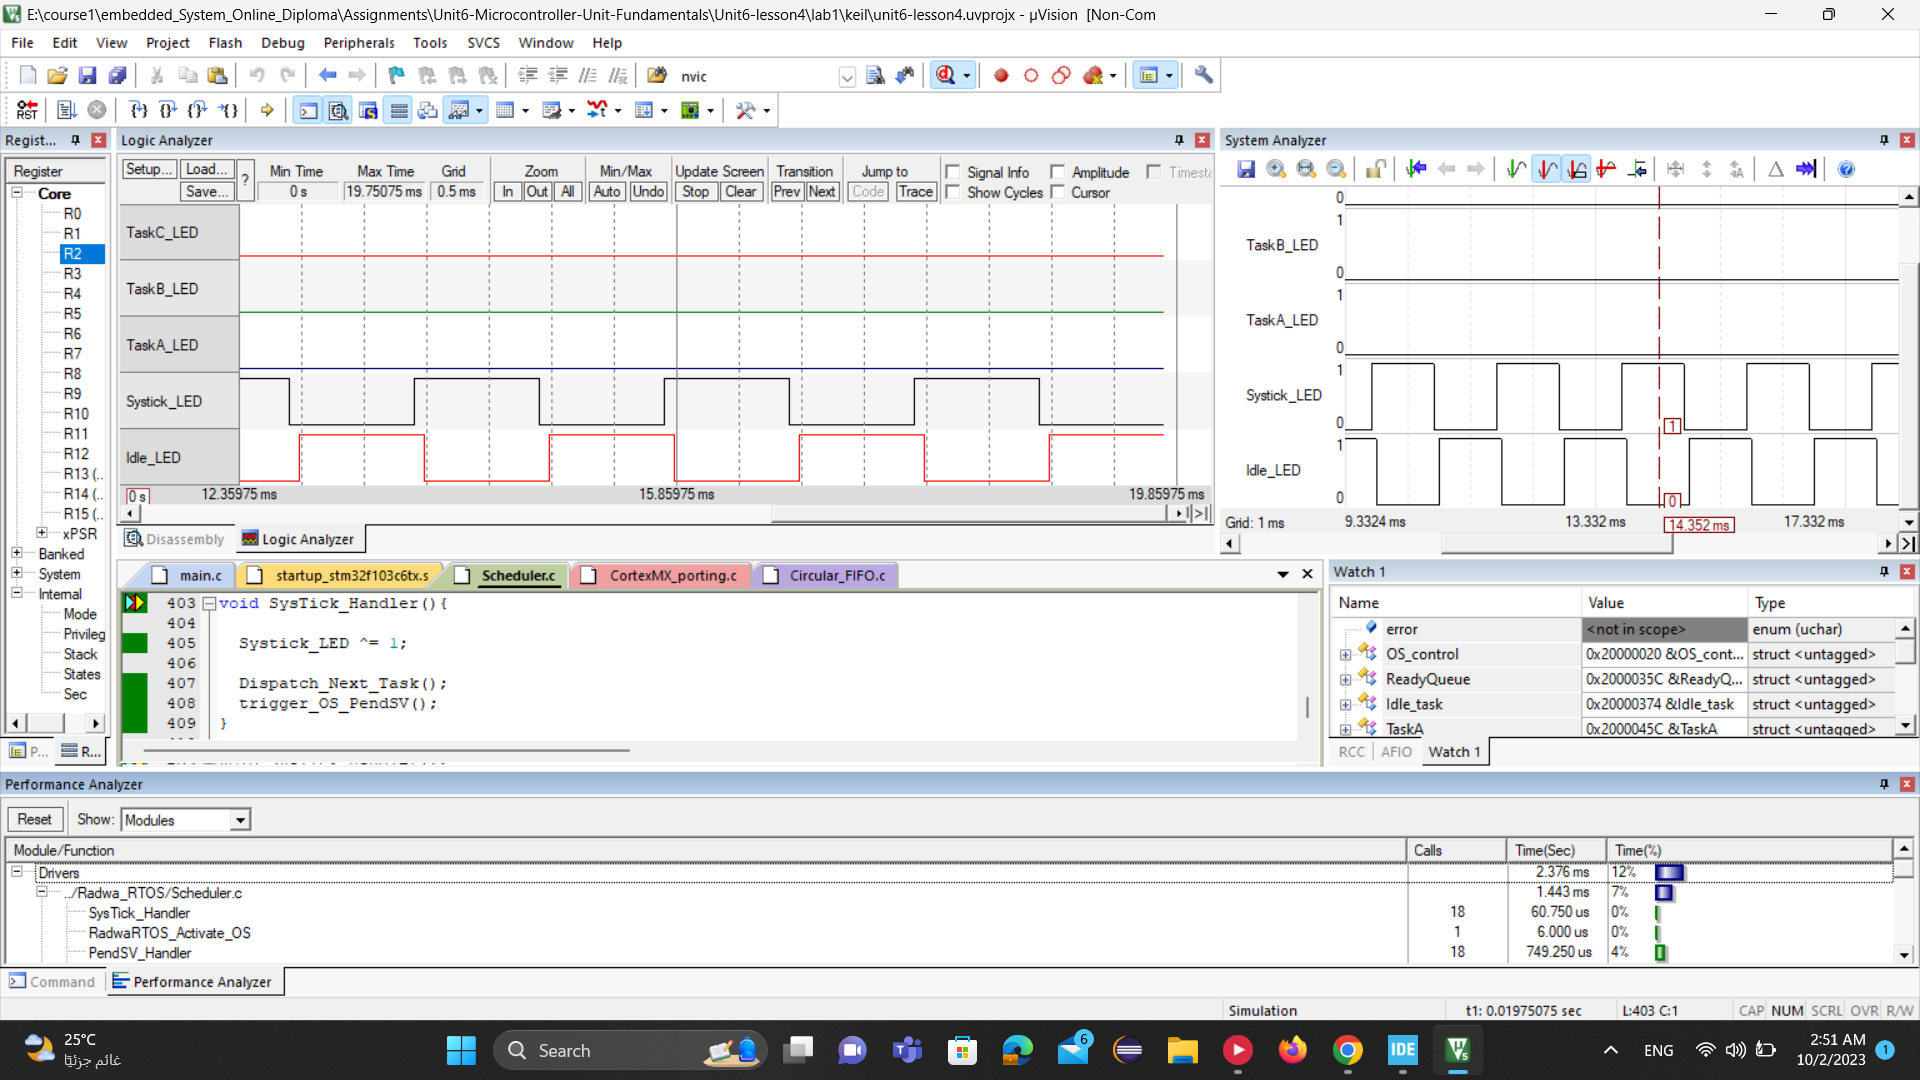 E:\course1\embedded_System_Online_Diploma\Assignments\Unit6-Microcontroller-Unit-Fundamentals\Unit6-lesson4\lab1\keil\unit6-lesson4.uvprojx - µVision [Non-Com
File Edit View Project Flash Debug Peripherals Tools SVCS Window Help
nvic
RST
Regist...
Logic Analyzer
System Analyzer
Register
Core
R0
R1
R2
R3
R4
R5
R6
R7
R8
R9
R10
R11
R12
R13 (..
R14 (..
R15 (..
xPSR
Banked
System
Internal
Mode
Privileg
Stack
States
Sec
P... R...
Setup... Load... Min Time Max Time Grid Zoom Min/Max Update Screen Transition Jump to Signal Info Amplitude Timesta
Save... ? 0 s 19.75075 ms 0.5 ms In Out All Auto Undo Stop Clear Prev Next Code Trace Show Cycles Cursor
TaskC_LED
TaskB_LED
TaskA_LED
Systick_LED
Idle_LED
0 s 12.35975 ms 15.85975 ms 19.85975 ms
Disassembly Logic Analyzer
0
1
TaskB_LED
0
1
TaskA_LED
0
1
Systick_LED
0 1
1
Idle_LED
0 0
Grid: 1 ms 9.3324 ms 13.332 ms 14.352 ms 17.332 ms
main.c startup_stm32f103c6tx.s Scheduler.c CortexMX_porting.c Circular_FIFO.c
403 void SysTick_Handler(){
404
405 Systick_LED ^= 1;
406
407 Dispatch_Next_Task();
408 trigger_OS_PendSV();
409 }
Watch 1
Name Value Type
error <not in scope> enum (uchar)
OS_control 0x20000020 &OS_cont... struct <untagged>
ReadyQueue 0x2000035C &ReadyQ... struct <untagged>
Idle_task 0x20000374 &Idle_task struct <untagged>
TaskA 0x2000045C &TaskA struct <untagged>
RCC AFIO Watch 1
Performance Analyzer
Reset Show: Modules
Module/Function Calls Time(Sec) Time(%)
Drivers 2.376 ms 12%
../Radwa_RTOS/Scheduler.c 1.443 ms 7%
SysTick_Handler 18 60.750 us 0%
RadwaRTOS_Activate_OS 1 6.000 us 0%
PendSV_Handler 18 749.250 us 4%
Command Performance Analyzer
Simulation t1: 0.01975075 sec L:403 C:1 CAP NUM SCRL OVR R/W
25°C
غائم جزئيًا
Search
6
IDE
ENG
2:51 AM
10/2/2023
1